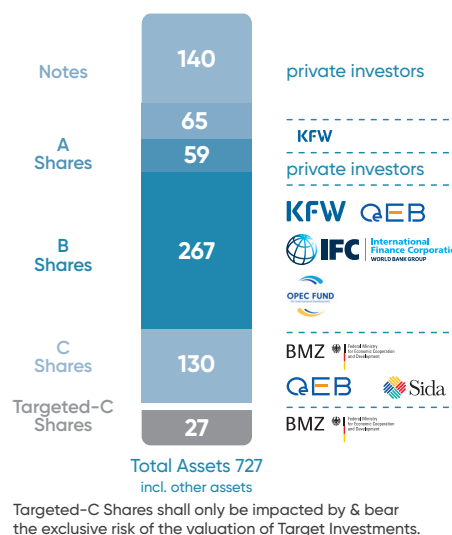 Notes
140
private investors
65
KFW
A
Shares
59
private investors
B
Shares
267
KFW OeEB
IFC International
Finance Corporatio
WORLD BANK GROUP
OPEC FUND
C
Shares
130
BMZ Federal Ministry
for Economic Cooperation
and Development
OeEB Sida
Targeted-C
Shares
27
BMZ Federal Ministry
for Economic Cooperation
and Development
Total Assets 727
incl. other assets
Targeted-C Shares shall only be impacted by & bear
the exclusive risk of the valuation of Target Investments.